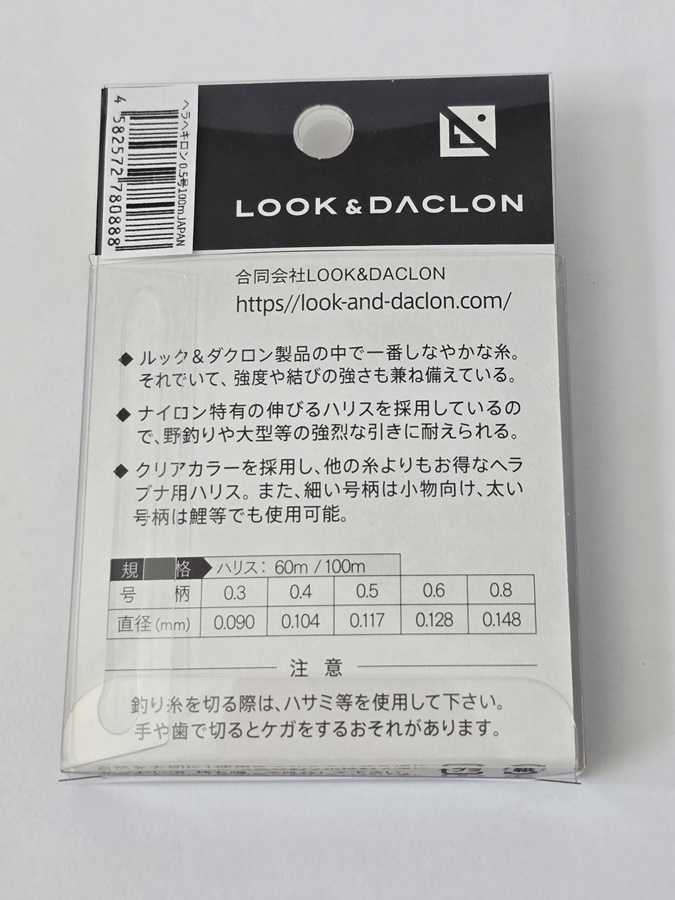 ヘラヘキロン 0.5号100mJAPAN
4 582572 780888
LOOK & DACLON
合同会社LOOK&DACLON
https//look-and-daclon.com/
◆ ルック＆ダクロン製品の中で一番しなやかな糸。
それでいて、強度や結びの強さも兼ね備えている。
◆ ナイロン特有の伸びるハリスを採用しているの
で、野釣りや大型等の強烈な引きに耐えられる。
◆ クリアカラーを採用し、他の糸よりもお得なヘラ
ブナ用ハリス。また、細い号柄は小物向け、太い
号柄は鯉等でも使用可能。
規 格 ハリス： 60m / 100m
号 柄 0.3 0.4 0.5 0.6 0.8
直径(mm) 0.090 0.104 0.117 0.128 0.148
注 意
釣り糸を切る際は、ハサミ等を使用して下さい。
手や歯で切るとケガをするおそれがあります。
プラ